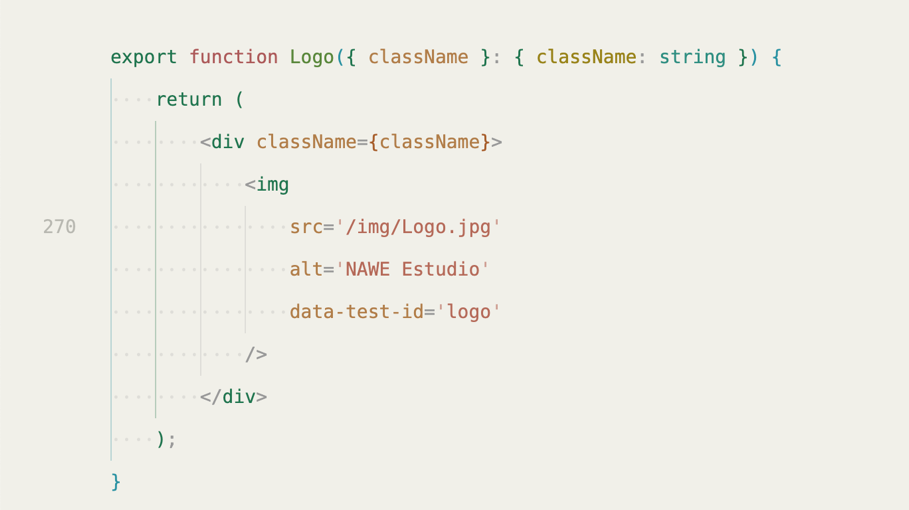 export function Logo({ className }: { className: string }) {
    return (
        <div className={className}>
            <img
270                src='/img/Logo.jpg'
                alt='NAWE Estudio'
                data-test-id='logo'
            />
        </div>
    );
}